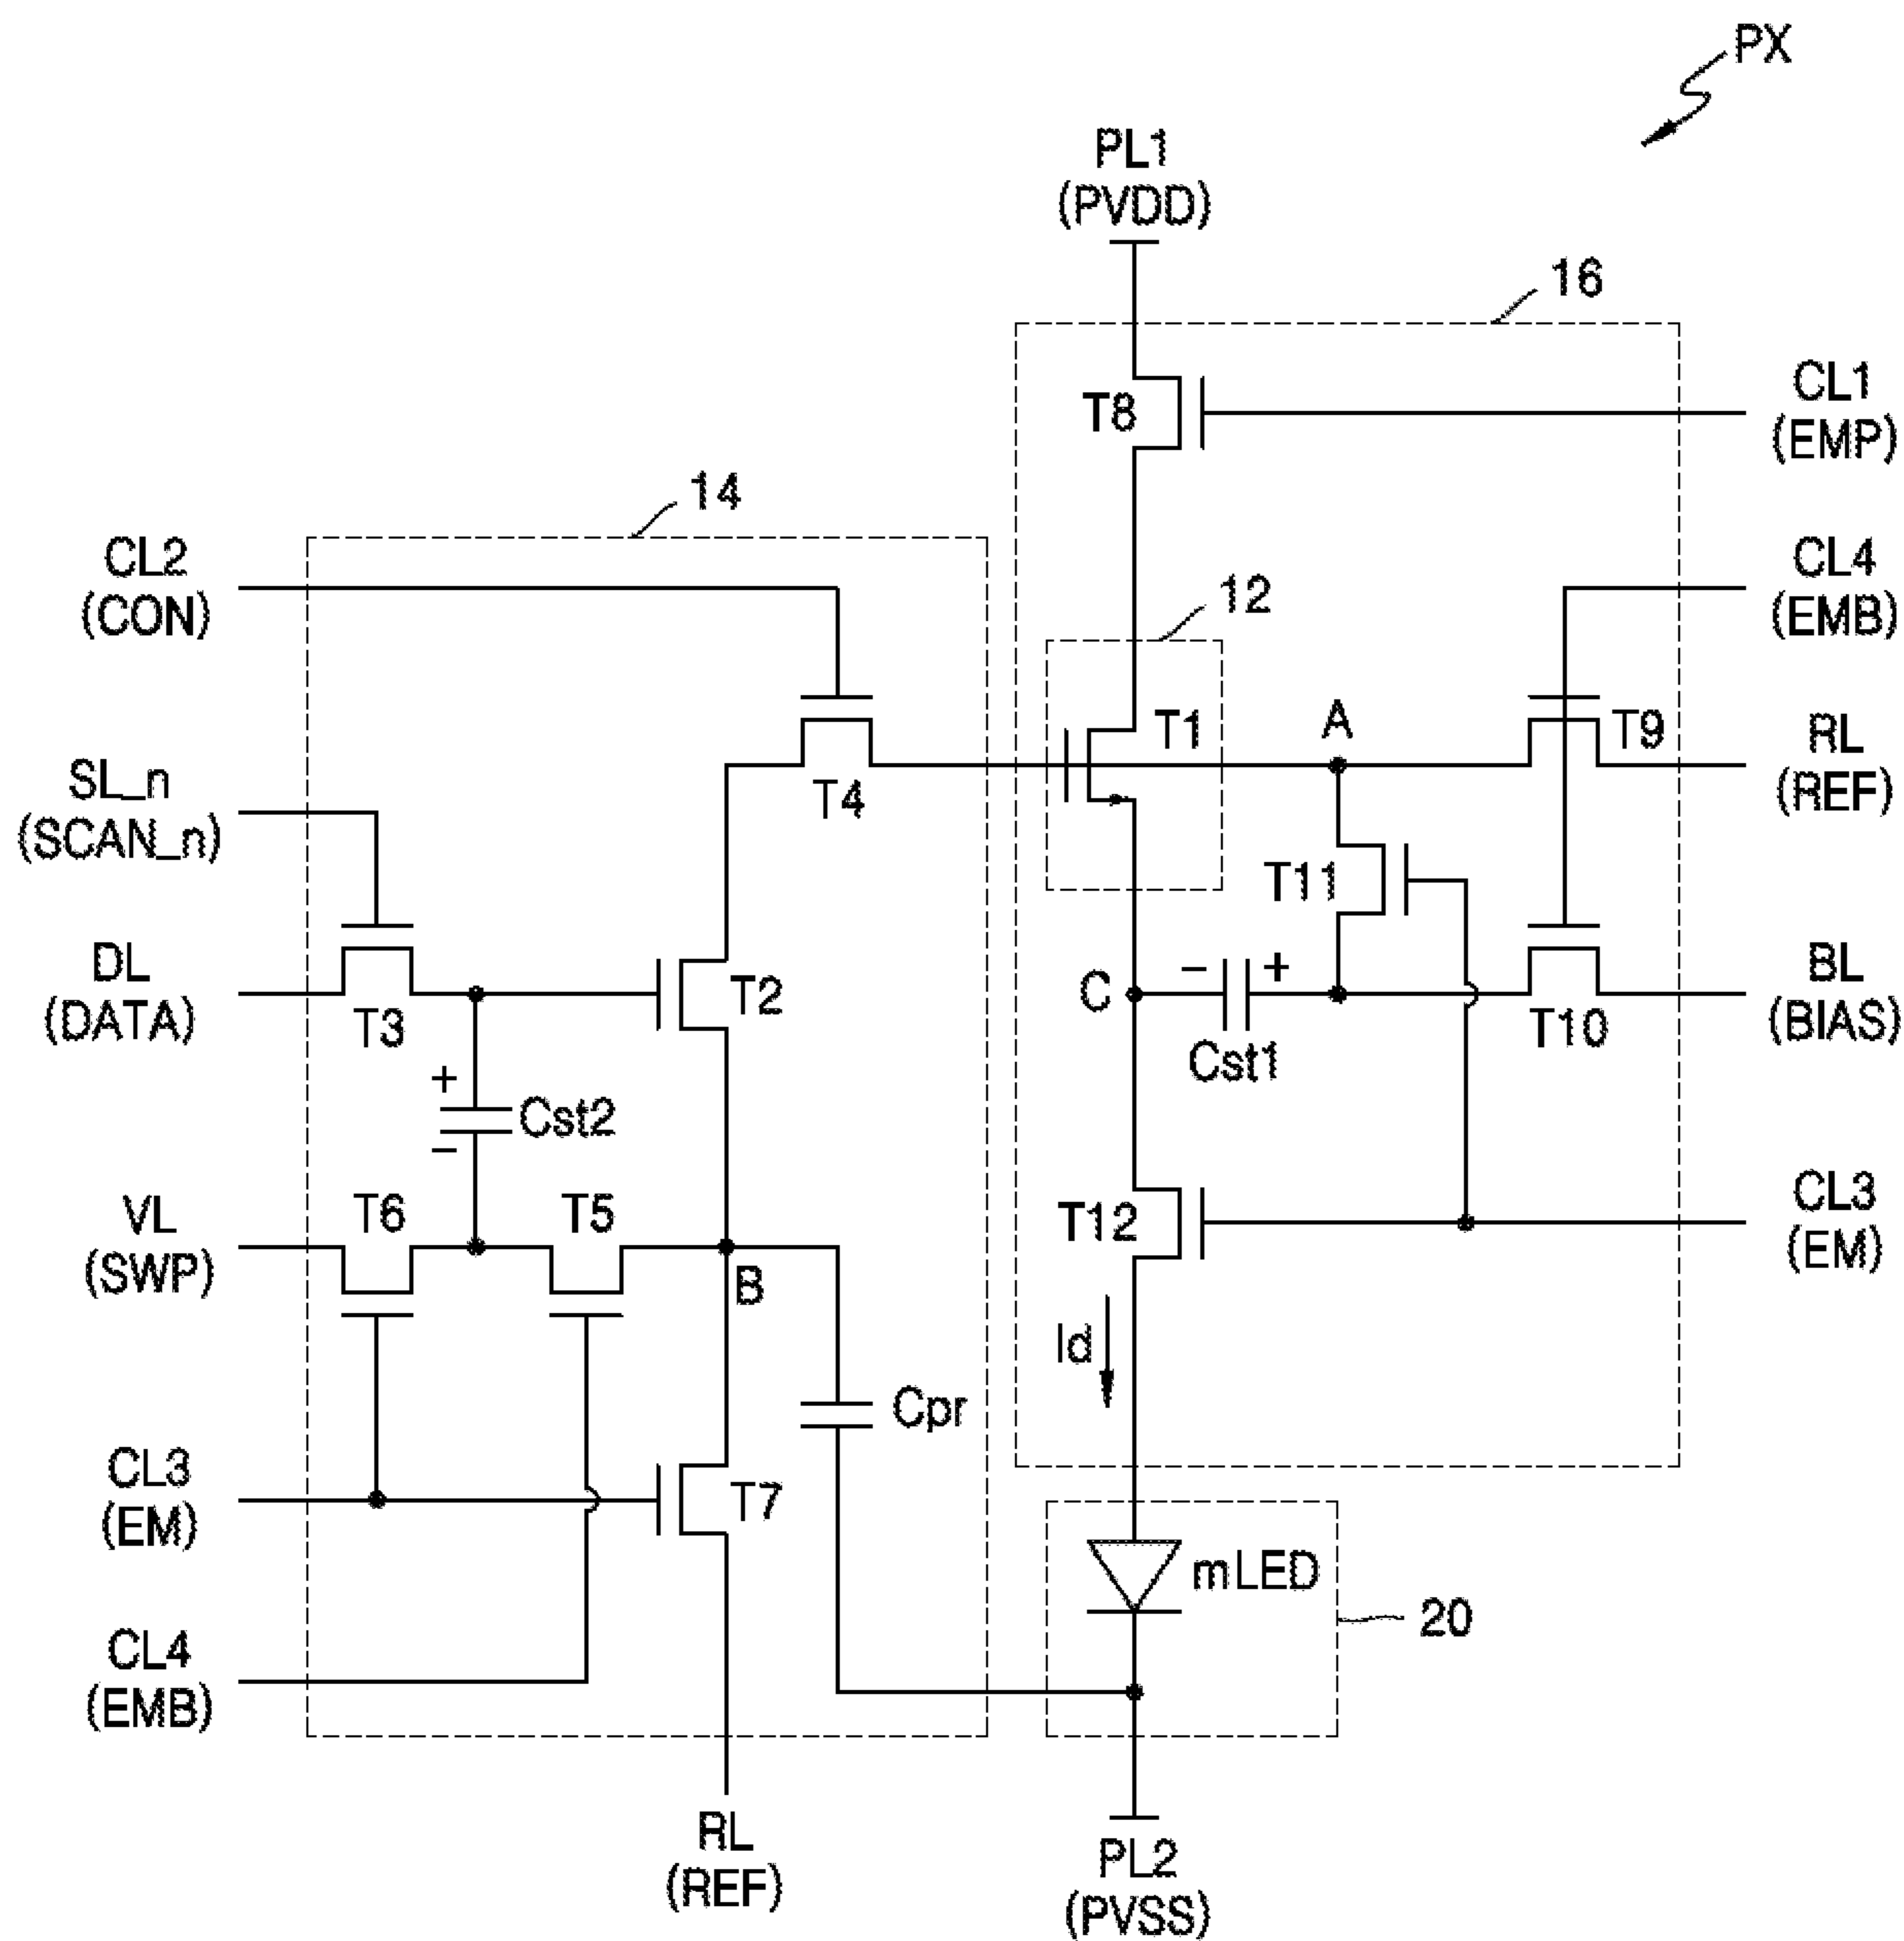 PX
PL1
(PVDD)
16
T8
CL1
(EMP)
14
CL2
(CON)
12
CL4
(EMB)
T1
A
T9
RL
(REF)
T4
SL_n
(SCAN_n)
T11
DL
(DATA)
T3
T2
C
- +
T10
BL
(BIAS)
Cst1
+
Cst2
-
VL
(SWP)
T6
T5
B
T12
CL3
(EM)
Id
Cpr
CL3
(EM)
T7
mLED
20
CL4
(EMB)
RL
(REF)
PL2
(PVSS)